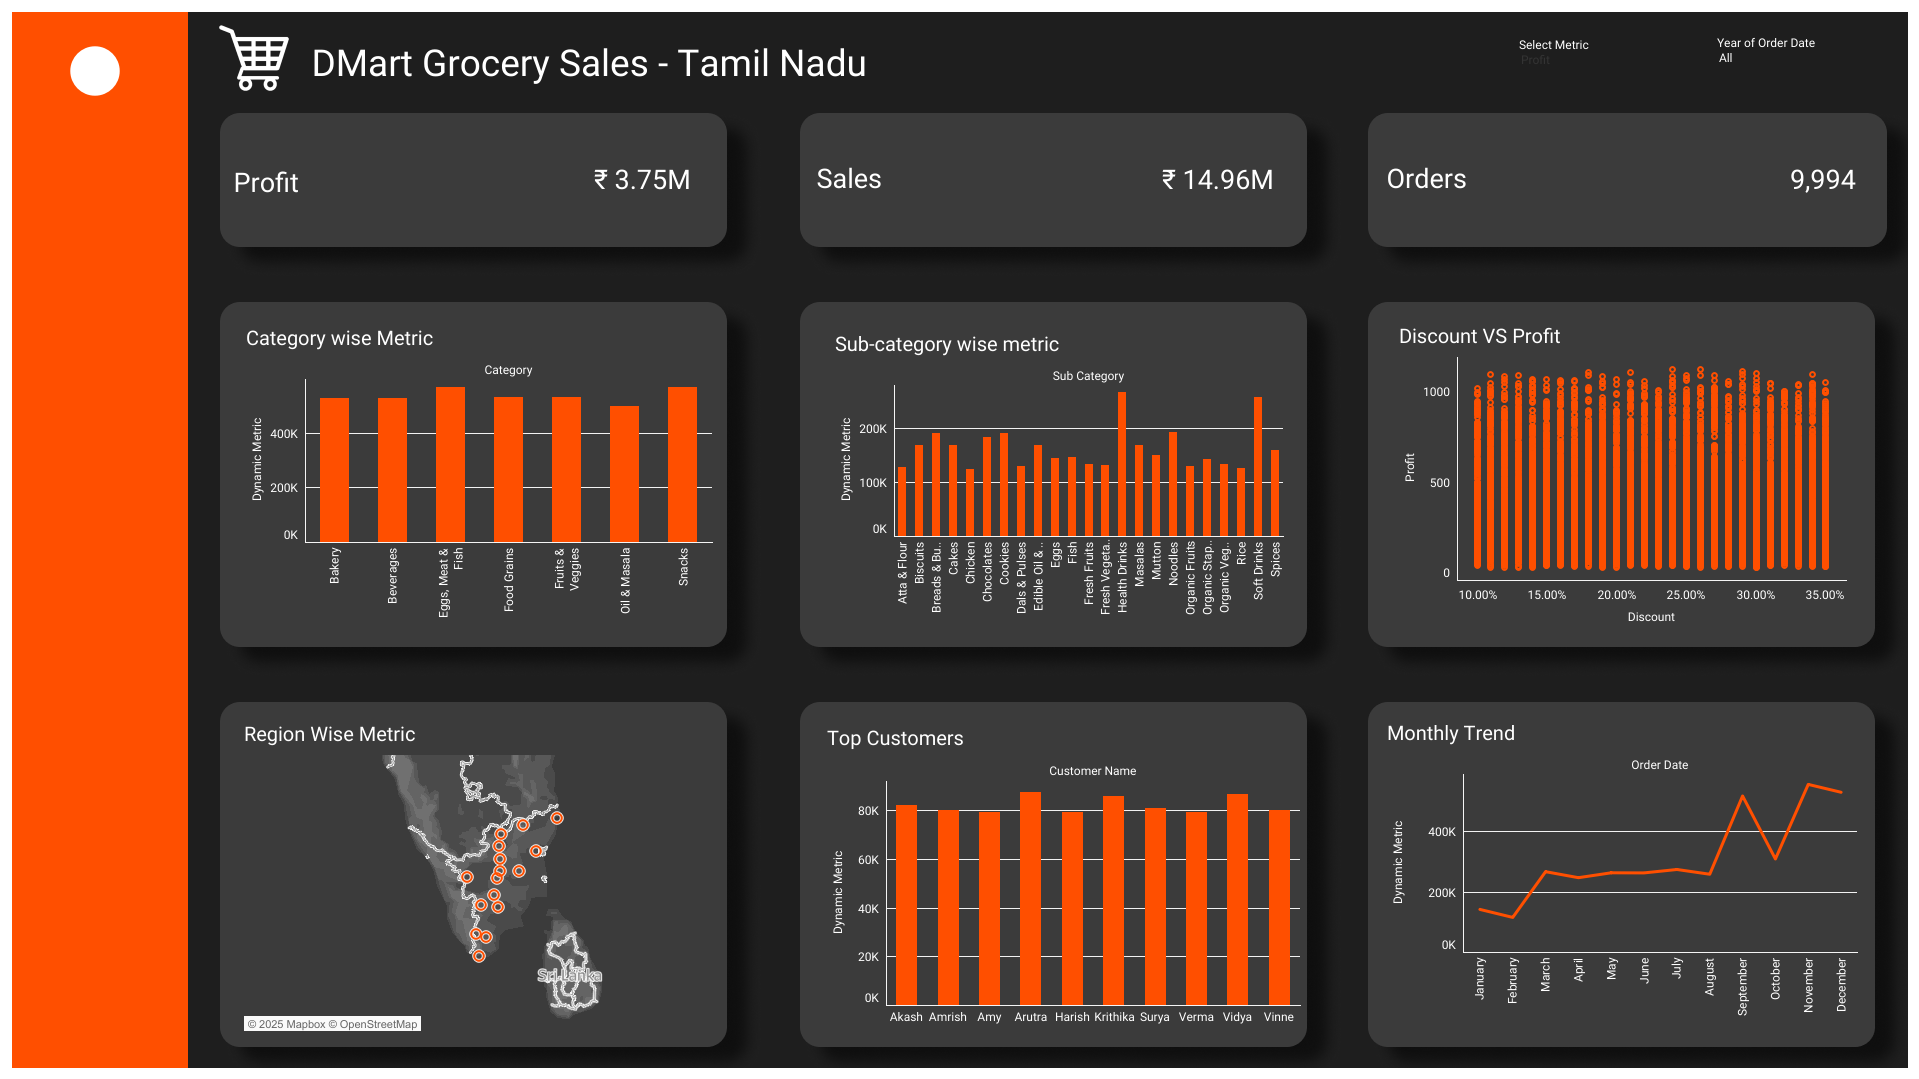 DMart Grocery Sales - Tamil Nadu
Select Metric
Profit
Year of Order Date
All
Profit
₹ 3.75M
Sales
₹ 14.96M
Orders
9,994
Category wise Metric
Category
Dynamic Metric
400K
200K
0K
Bakery
Beverages
Eggs, Meat &
Fish
Food Grains
Fruits &
Veggies
Oil & Masala
Snacks
Sub-category wise metric
Sub Category
Dynamic Metric
200K
100K
0K
Atta & Flour
Biscuits
Breads & Bu..
Cakes
Chicken
Chocolates
Cookies
Dals & Pulses
Edible Oil & ..
Eggs
Fish
Fresh Fruits
Fresh Vegeta..
Health Drinks
Masalas
Mutton
Noodles
Organic Fruits
Organic Stap..
Organic Veg..
Rice
Soft Drinks
Spices
Discount VS Profit
Profit
1000
500
0
10.00% 15.00% 20.00% 25.00% 30.00% 35.00%
Discount
Region Wise Metric
Sri Lanka
© 2025 Mapbox © OpenStreetMap
Top Customers
Customer Name
Dynamic Metric
80K
60K
40K
20K
0K
Akash Amrish Amy Arutra Harish Krithika Surya Verma Vidya Vinne
Monthly Trend
Order Date
Dynamic Metric
400K
200K
0K
January
February
March
April
May
June
July
August
September
October
November
December